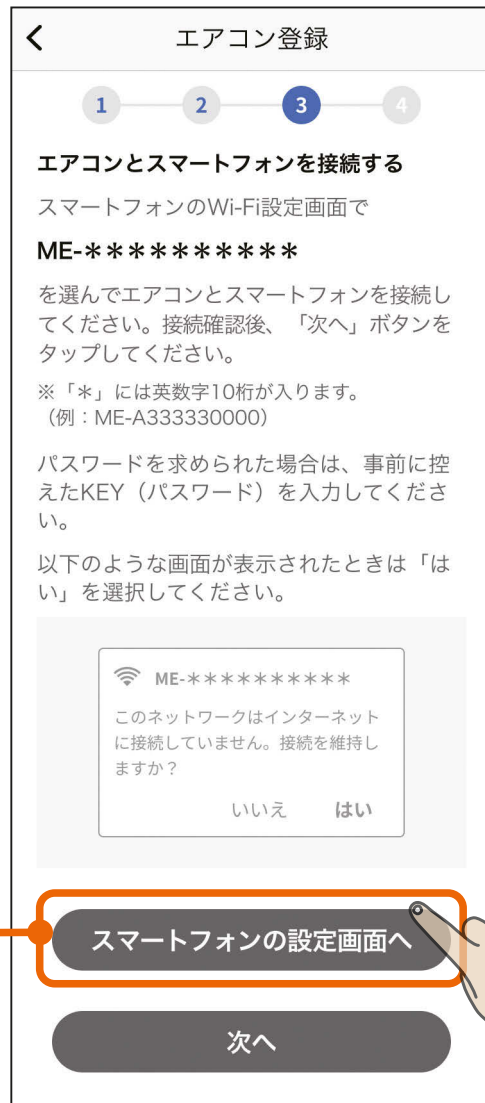 エアコン登録
1 2 3 4
エアコンとスマートフォンを接続する
スマートフォンのWi-Fi設定画面で
ME-＊＊＊＊＊＊＊＊＊＊
を選んでエアコンとスマートフォンを接続し
てください。接続確認後、「次へ」ボタンを
タップしてください。
※「＊」には英数字10桁が入ります。
（例：ME-A333330000）
パスワードを求められた場合は、事前に控
えたKEY（パスワード）を入力してくださ
い。
以下のような画面が表示されたときは「は
い」を選択してください。
ME-＊＊＊＊＊＊＊＊＊＊
このネットワークはインターネット
に接続していません。接続を維持し
ますか？
いいえ はい
スマートフォンの設定画面へ
次へ